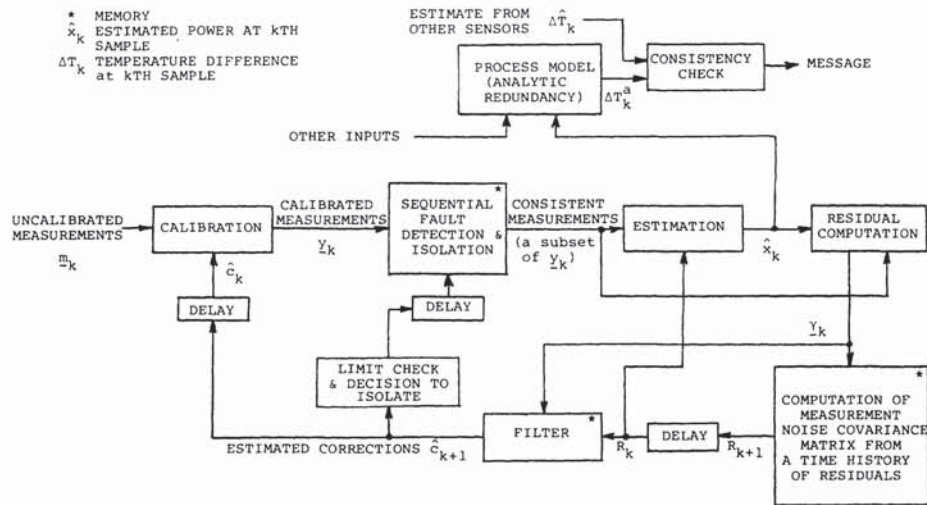 * MEMORY
x̂k ESTIMATED POWER AT kTH
SAMPLE
ΔTk TEMPERATURE DIFFERENCE
at kTH SAMPLE
ESTIMATE FROM
OTHER SENSORS
ΔT̂k
PROCESS MODEL
(ANALYTIC
REDUNDANCY)
ΔTᵃk
CONSISTENCY
CHECK
MESSAGE
OTHER INPUTS
UNCALIBRATED
MEASUREMENTS
mk
CALIBRATION
ĉk
CALIBRATED
MEASUREMENTS
yk
*
SEQUENTIAL
FAULT
DETECTION &
ISOLATION
CONSISTENT
MEASUREMENTS
(a subset
of yk)
ESTIMATION
x̂k
RESIDUAL
COMPUTATION
DELAY
DELAY
LIMIT CHECK
& DECISION TO
ISOLATE
γk
*
COMPUTATION OF
MEASUREMENT
NOISE COVARIANCE
MATRIX FROM
A TIME HISTORY
OF RESIDUALS
ESTIMATED CORRECTIONS ĉk+1
*
FILTER
Rk
DELAY
Rk+1